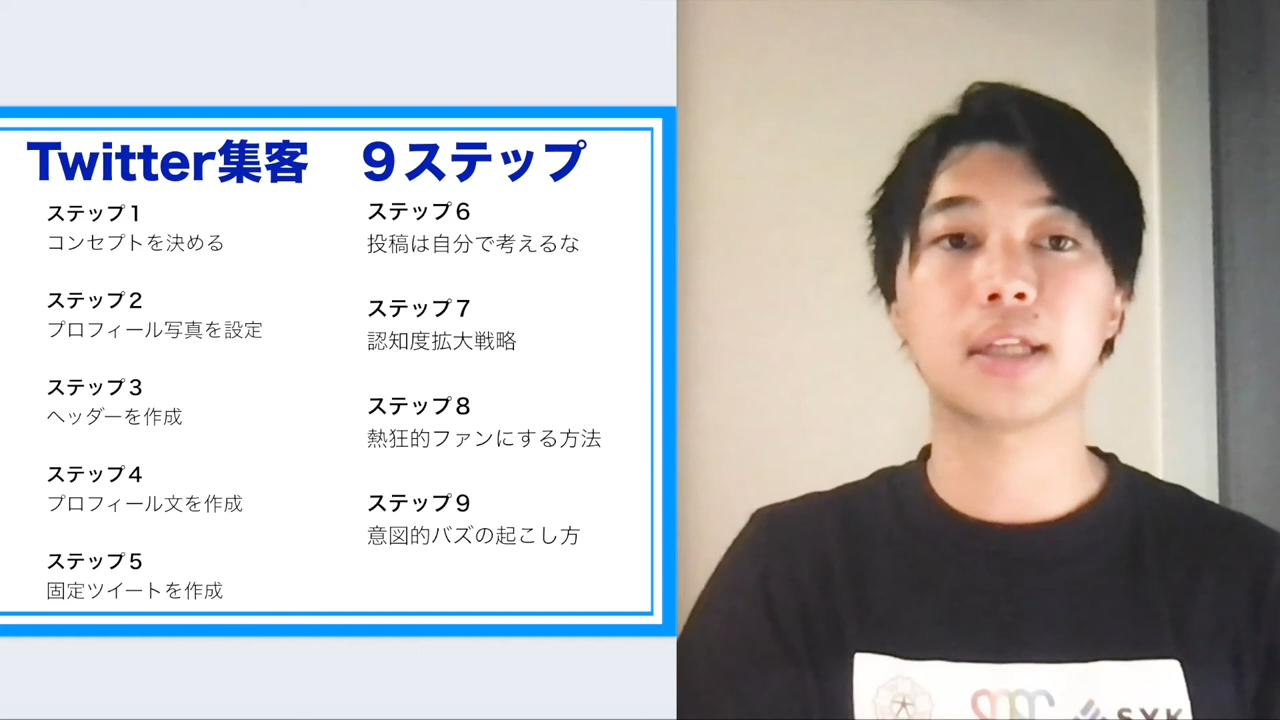 Twitter集客　９ステップ
ステップ１
コンセプトを決める
ステップ２
プロフィール写真を設定
ステップ３
ヘッダーを作成
ステップ４
プロフィール文を作成
ステップ５
固定ツイートを作成
ステップ６
投稿は自分で考えるな
ステップ７
認知度拡大戦略
ステップ８
熱狂的ファンにする方法
ステップ９
意図的バズの起こし方
SYK